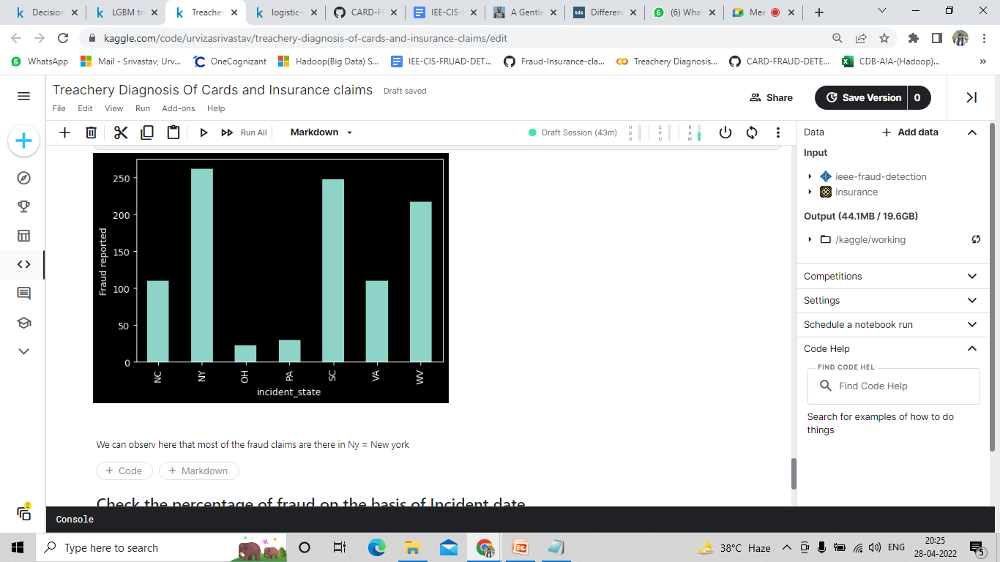 Decision
LGBM tr
Treacher
logistic-
CARD-F
IEE-CIS-
A Gentle
Differen
(6) What
Mee
kaggle.com/code/urvizasrivastav/treachery-diagnosis-of-cards-and-insurance-claims/edit
WhatsApp
Mail - Srivastav, Urv...
OneCognizant
Hadoop(Big Data) S...
IEE-CIS-FRUAD-DET...
Fraud-Insurance-cla...
Treachery Diagnosis...
CARD-FRAUD-DETE...
CDB-AIA-(Hadoop)...
»
Treachery Diagnosis Of Cards and Insurance claims
Draft saved
File Edit View Run Add-ons Help
Share
Save Version
0
Run All
Markdown
Draft Session (43m)
HDD
CPU
RAM
250
200
150
100
50
0
Fraud reported
NC
NY
OH
PA
SC
VA
WV
incident_state
We can observ here that most of the fraud claims are there in Ny = New york
+ Code
+ Markdown
Check the percentage of fraud on the basis of Incident date
Console
Data
+ Add data
Input
ieee-fraud-detection
insurance
Output (44.1MB / 19.6GB)
/kaggle/working
Competitions
Settings
Schedule a notebook run
Code Help
FIND CODE HEL
Find Code Help
Search for examples of how to do
things
2
Type here to search
38°C Haze
ENG
20:25
28-04-2022
5